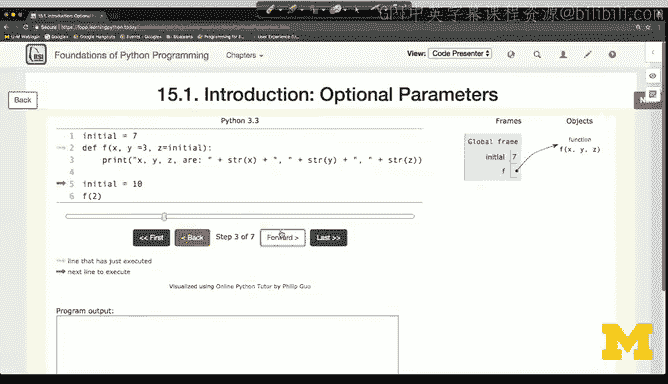 15.1. Introduction: Optional
GPT中英字幕课程资源@bilibili.com
Foundations of Python Programming
Chapters
View:
Code Presenter
Back
15.1. Introduction: Optional Parameters
Python 3.3
1 initial = 7
2 def f(x, y =3, z=initial):
3 print("x, y, z, are: " + str(x) + ", " + str(y) + ", " + str(z))
4
5 initial = 10
6 f(2)
Frames
Objects
Global frame
initial 7
f
function
f(x, y, z)
<< First
< Back
Step 3 of 7
Forward >
Last >>
line that has just executed
next line to execute
Visualized using Online Python Tutor by Philip Guo
Program output:
M